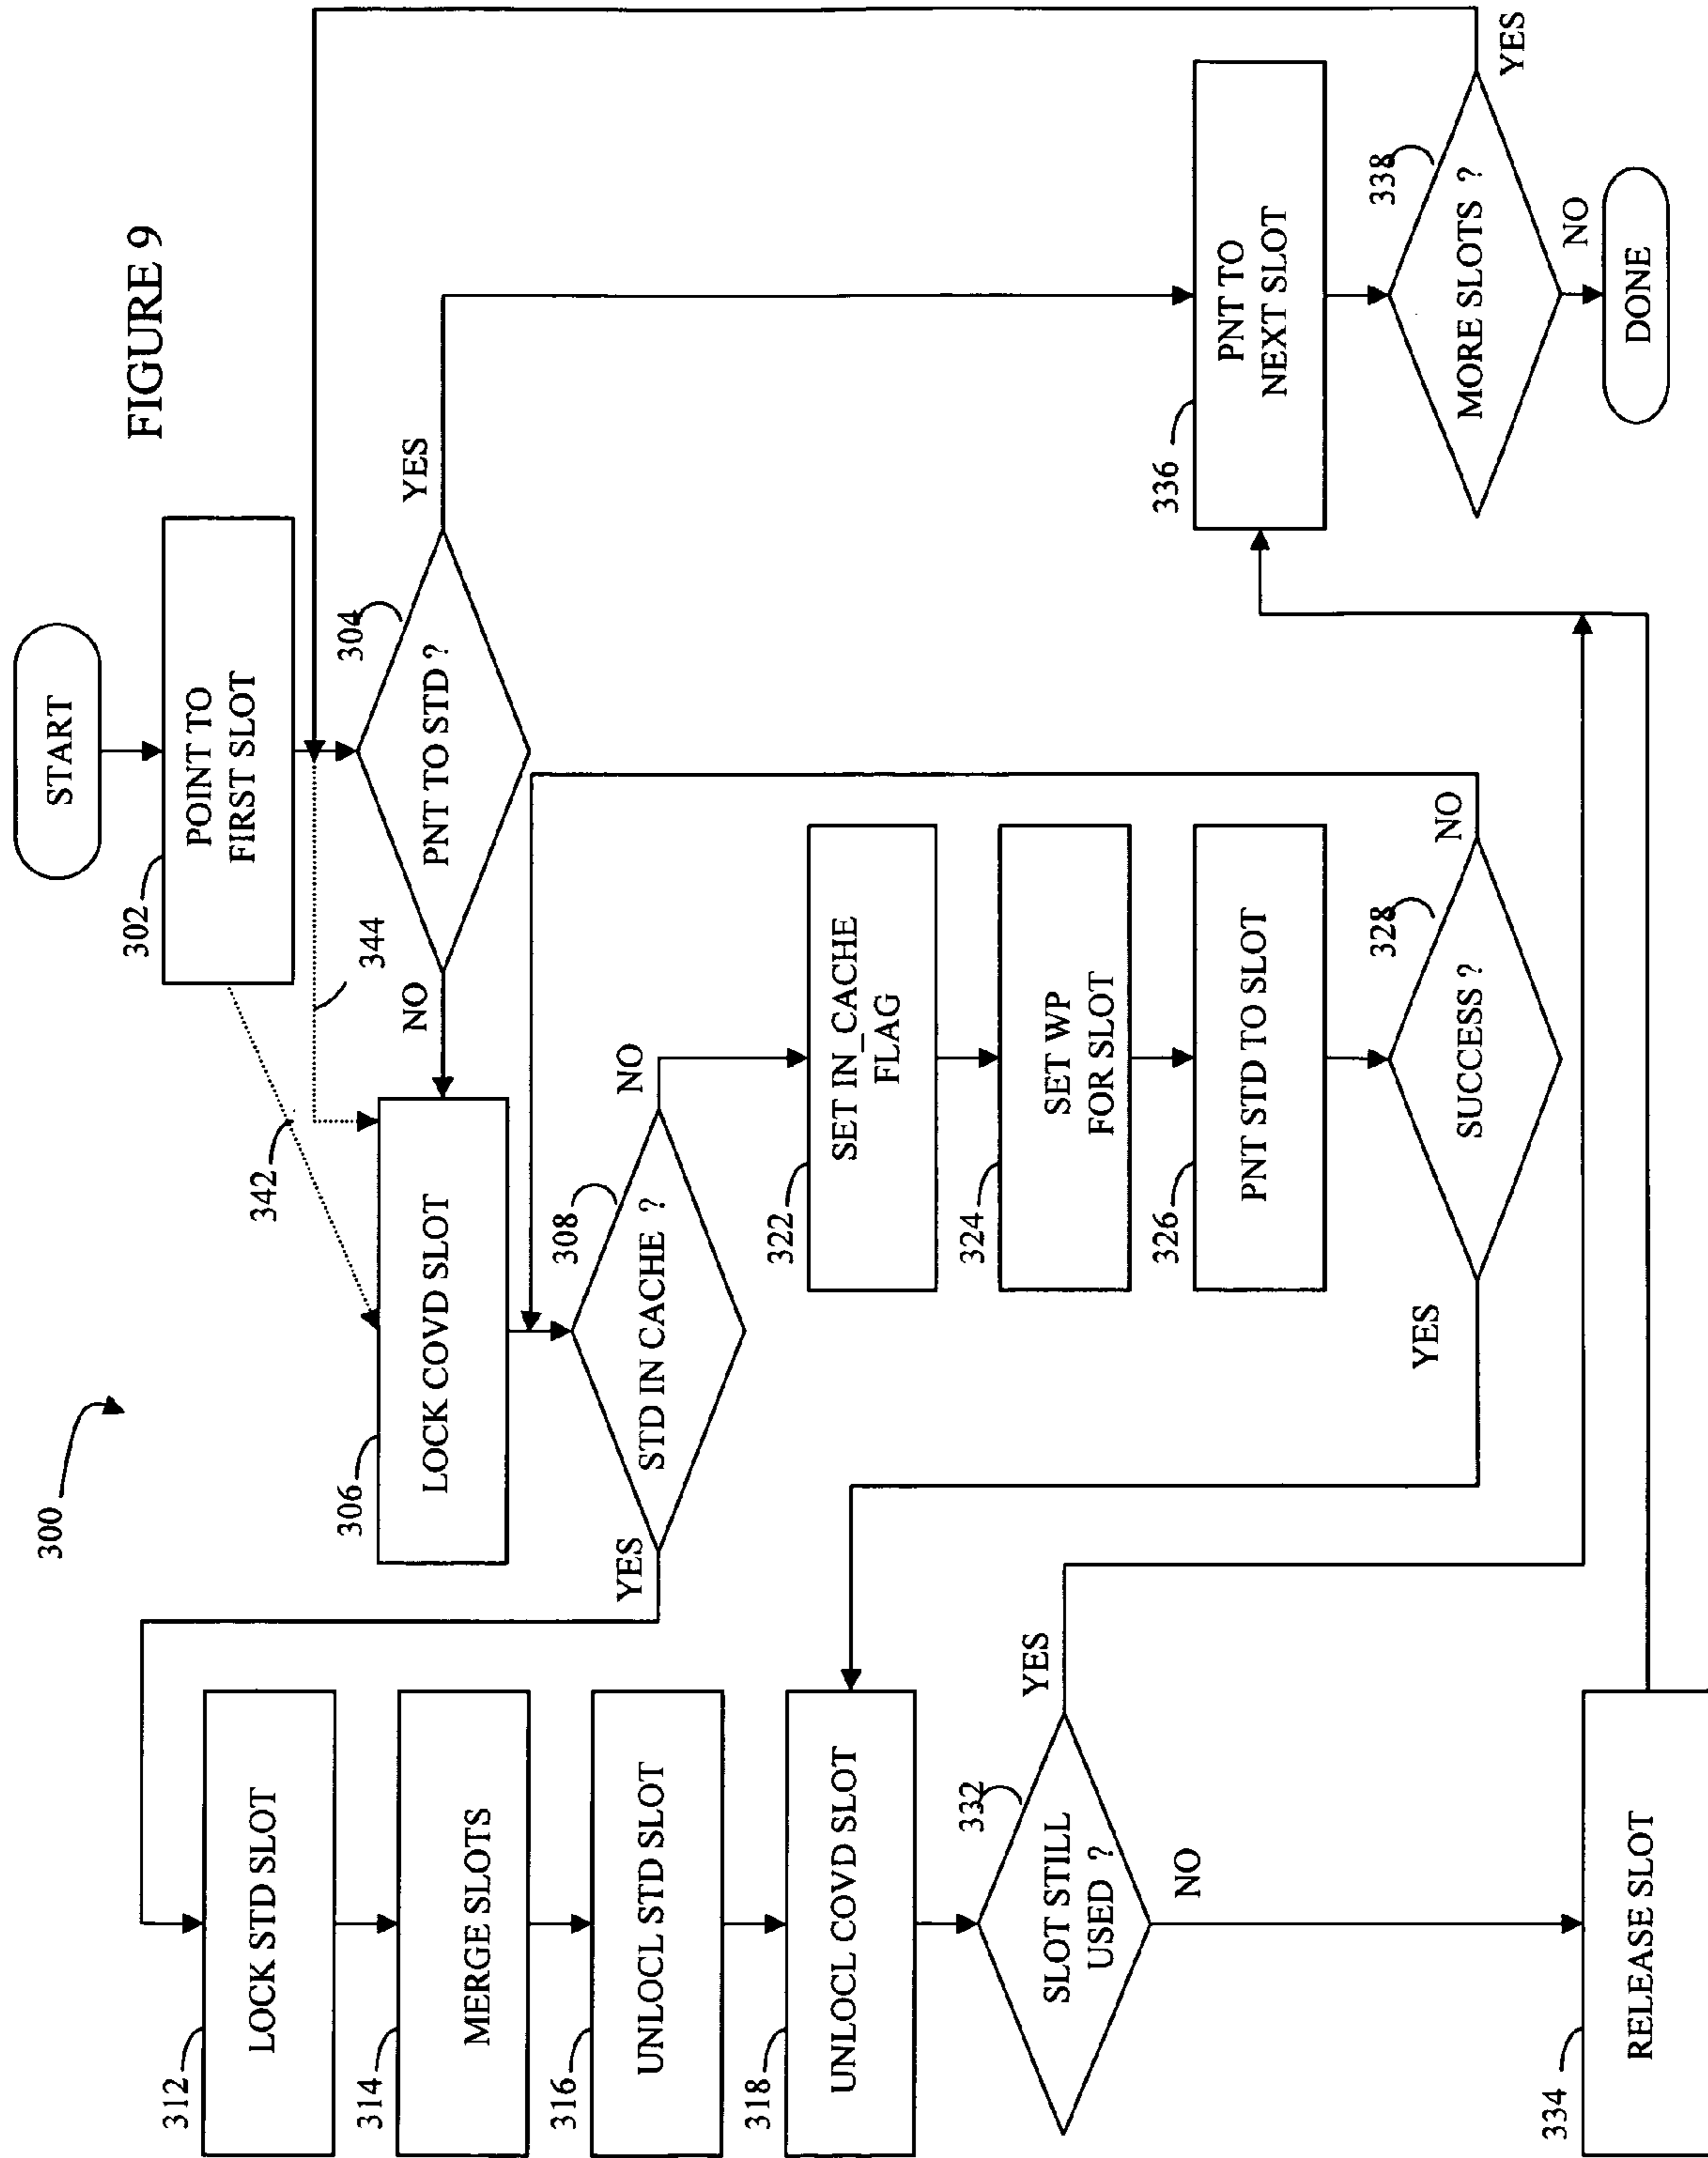 FIGURE 9
300
START
302
POINT TO
FIRST SLOT
304
PNT TO STD ?
YES
NO
342
344
306
LOCK COVD SLOT
308
STD IN CACHE ?
YES
NO
312
LOCK STD SLOT
314
MERGE SLOTS
316
UNLOCL STD SLOT
318
UNLOCL COVD SLOT
322
SET IN_CACHE
FLAG
324
SET WP
FOR SLOT
326
PNT STD TO SLOT
328
SUCCESS ?
YES
NO
332
SLOT STILL
USED ?
YES
NO
334
RELEASE SLOT
336
PNT TO
NEXT SLOT
338
MORE SLOTS ?
YES
NO
DONE